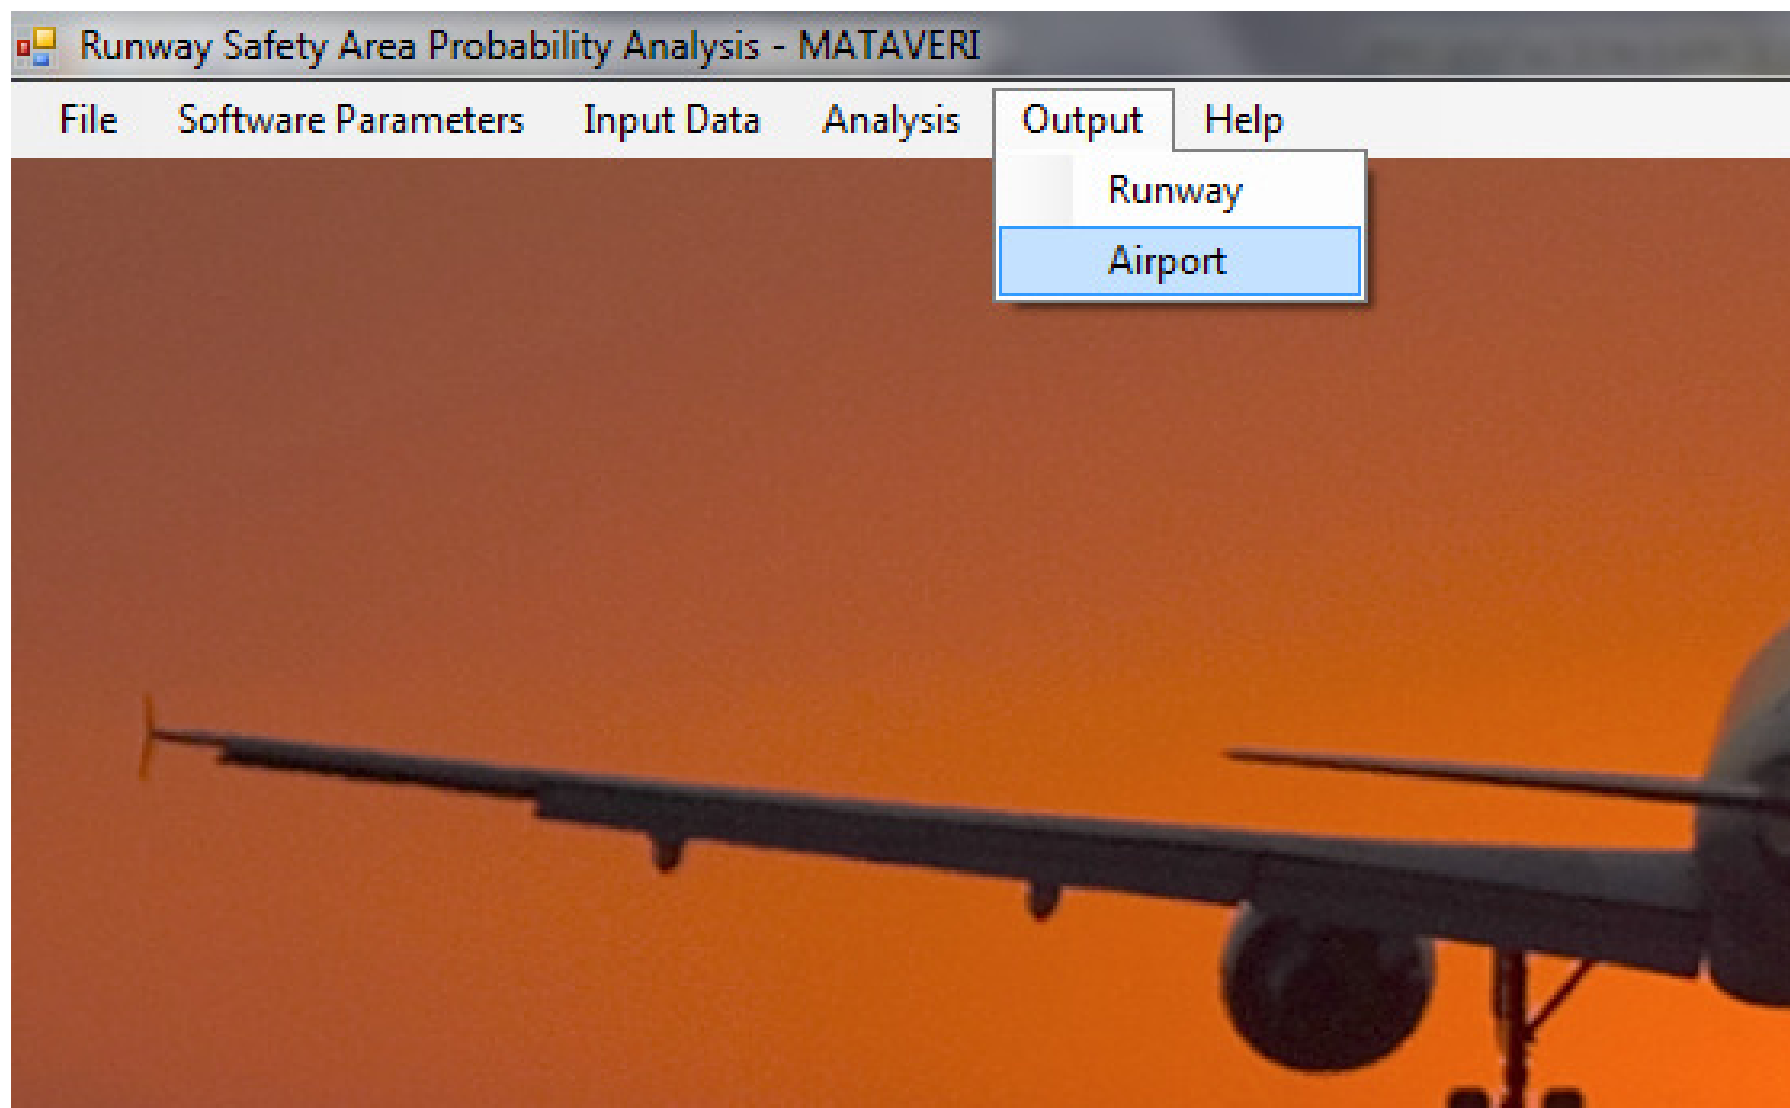 Runway Safety Area Probability Analysis - MATAVERI
File Software Parameters Input Data Analysis Output Help
Runway
Airport